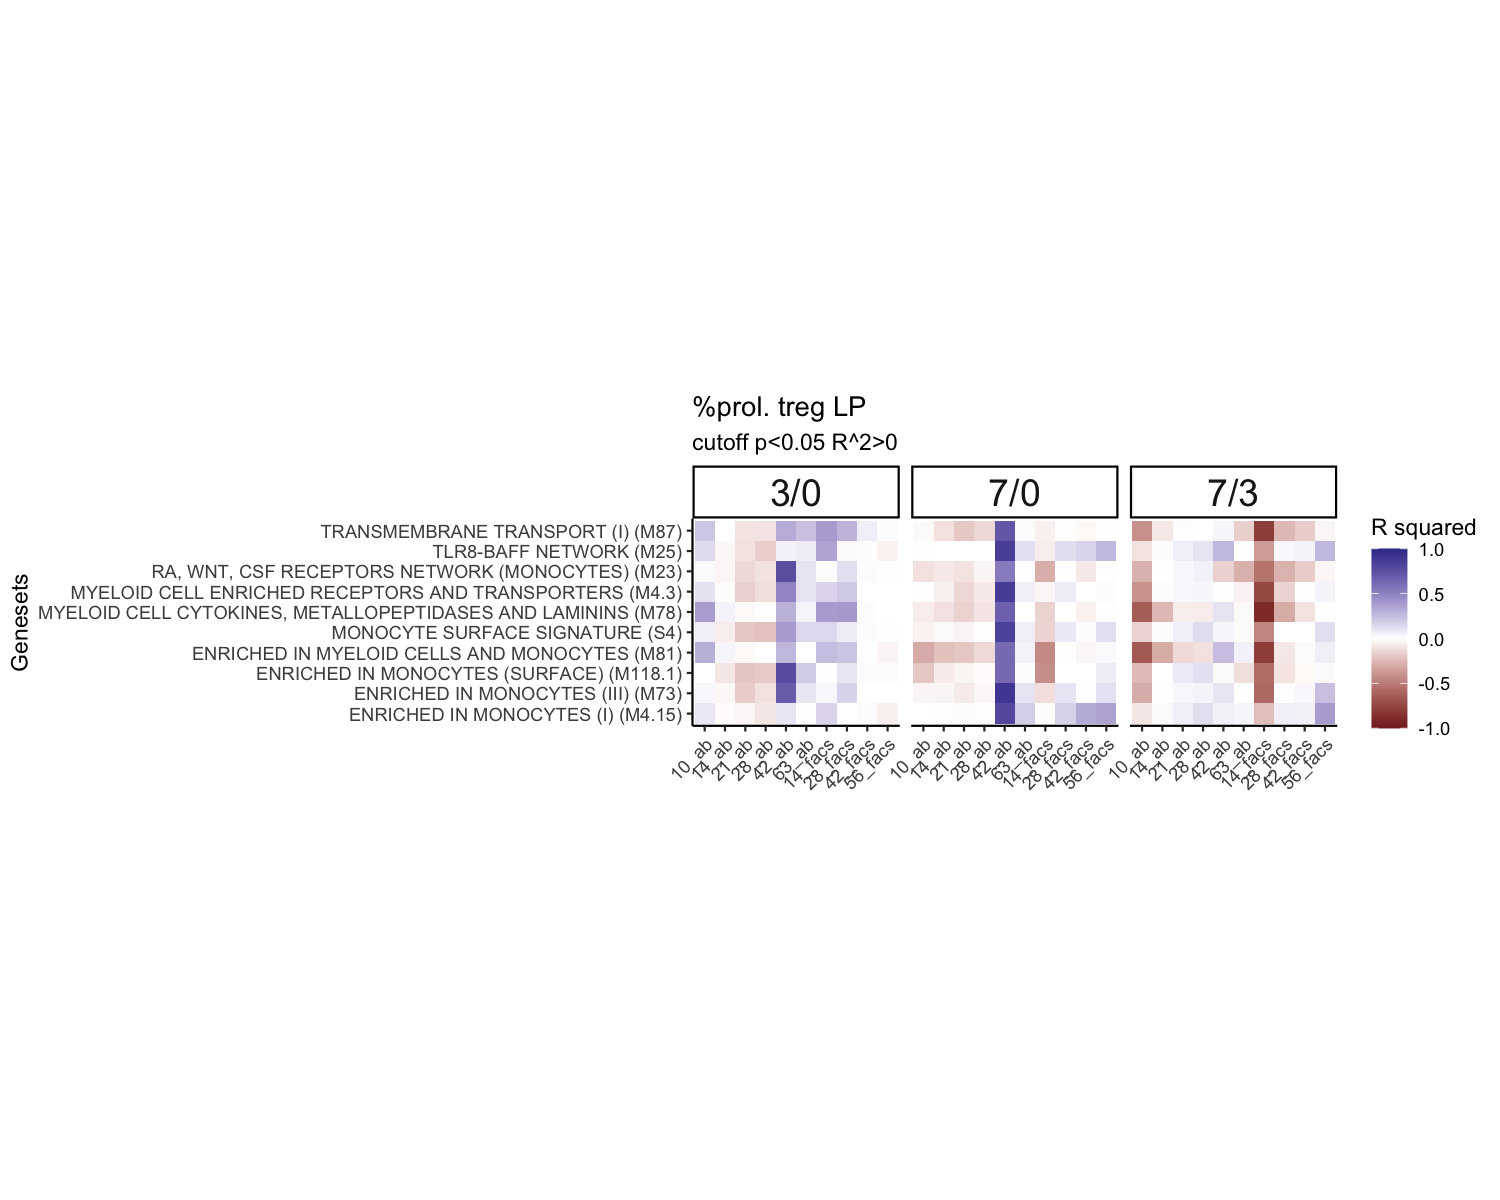 %prol. treg LP
cutoff p<0.05 R^2>0
3/0
7/0
7/3
Genesets
TRANSMEMBRANE TRANSPORT (I) (M87)
TLR8-BAFF NETWORK (M25)
RA, WNT, CSF RECEPTORS NETWORK (MONOCYTES) (M23)
MYELOID CELL ENRICHED RECEPTORS AND TRANSPORTERS (M4.3)
MYELOID CELL CYTOKINES, METALLOPEPTIDASES AND LAMININS (M78)
MONOCYTE SURFACE SIGNATURE (S4)
ENRICHED IN MYELOID CELLS AND MONOCYTES (M81)
ENRICHED IN MONOCYTES (SURFACE) (M118.1)
ENRICHED IN MONOCYTES (III) (M73)
ENRICHED IN MONOCYTES (I) (M4.15)
10_ab
14_ab
21_ab
28_ab
42_ab
63_ab
14_facs
28_facs
42_facs
56_facs
10_ab
14_ab
21_ab
28_ab
42_ab
63_ab
14_facs
28_facs
42_facs
56_facs
10_ab
14_ab
21_ab
28_ab
42_ab
63_ab
14_facs
28_facs
42_facs
56_facs
R squared
1.0
0.5
0.0
-0.5
-1.0